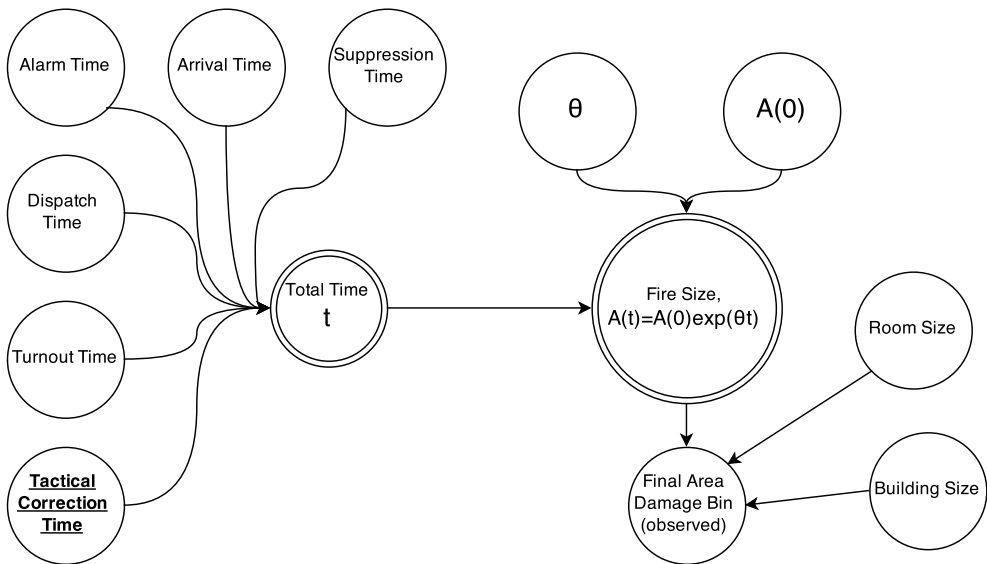 Alarm Time
Arrival Time
Suppression
Time
θ
A(0)
Dispatch
Time
Total Time
t
Fire Size,
A(t)=A(0)exp(θt)
Room Size
Turnout Time
Tactical
Correction
Time
Final Area
Damage Bin
(observed)
Building Size